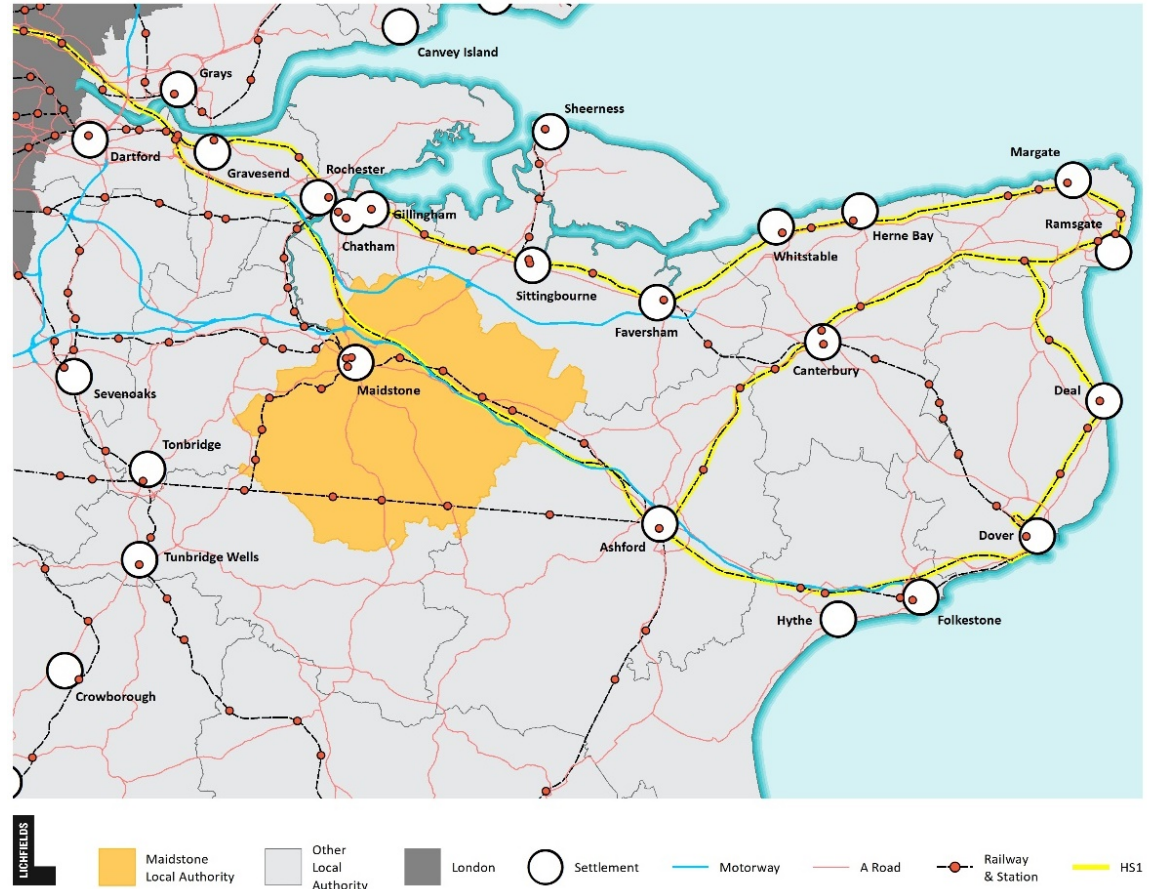 Canvey Island
Grays
Sheerness
Dartford
Gravesend
Rochester
Margate
Gillingham
Chatham
Ramsgate
Herne Bay
Whitstable
Sittingbourne
Faversham
Canterbury
Maidstone
Sevenoaks
Deal
Tonbridge
Dover
Ashford
Tunbridge Wells
Hythe
Folkestone
Crowborough
LICHFIELDS
Maidstone
Local Authority
Other
Local
Authority
London
Settlement
Motorway
A Road
Railway
& Station
HS1